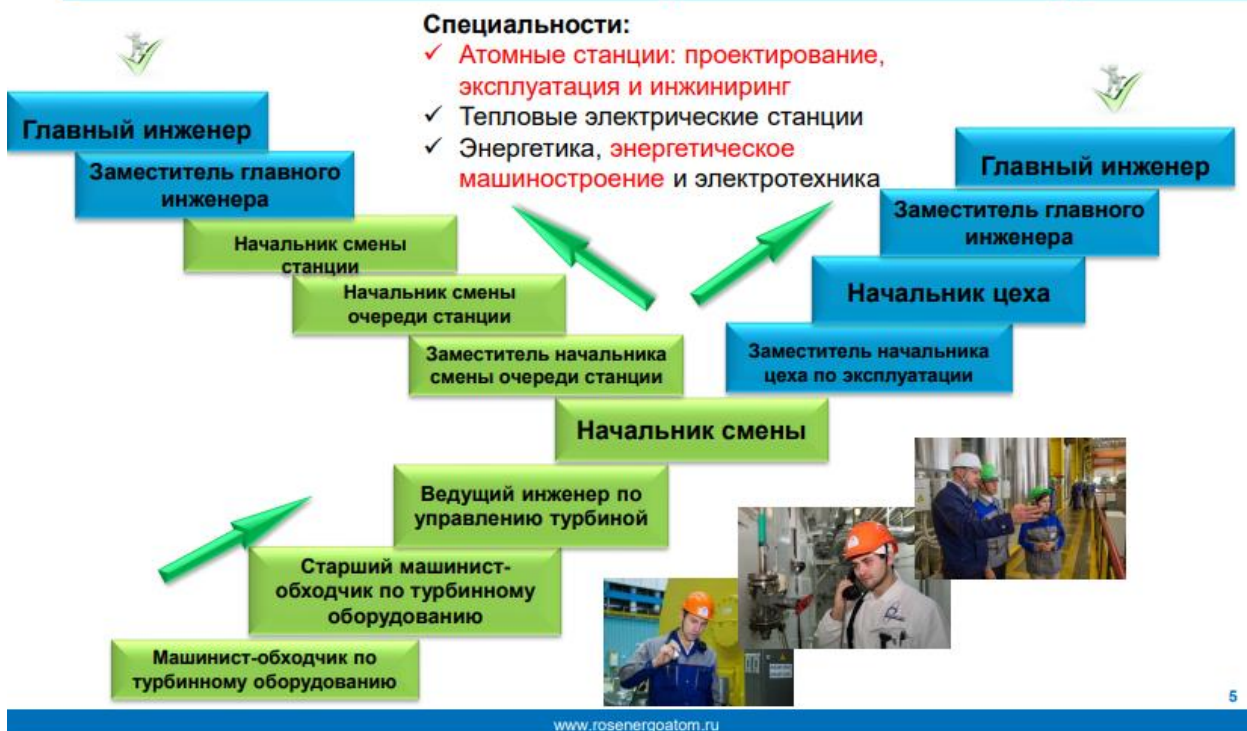 Специальности:
✓ Атомные станции: проектирование,
эксплуатация и инжиниринг
✓ Тепловые электрические станции
✓ Энергетика, энергетическое
машиностроение и электротехника
Главный инженер
Заместитель главного
инженера
Начальник смены
станции
Начальник смены
очереди станции
Заместитель начальника
смены очереди станции
Главный инженер
Заместитель главного
инженера
Начальник цеха
Заместитель начальника
цеха по эксплуатации
Начальник смены
Ведущий инженер по
управлению турбиной
Старший машинист-
обходчик по турбинному
оборудованию
Машинист-обходчик по
турбинному оборудованию
5
www.rosenergoatom.ru